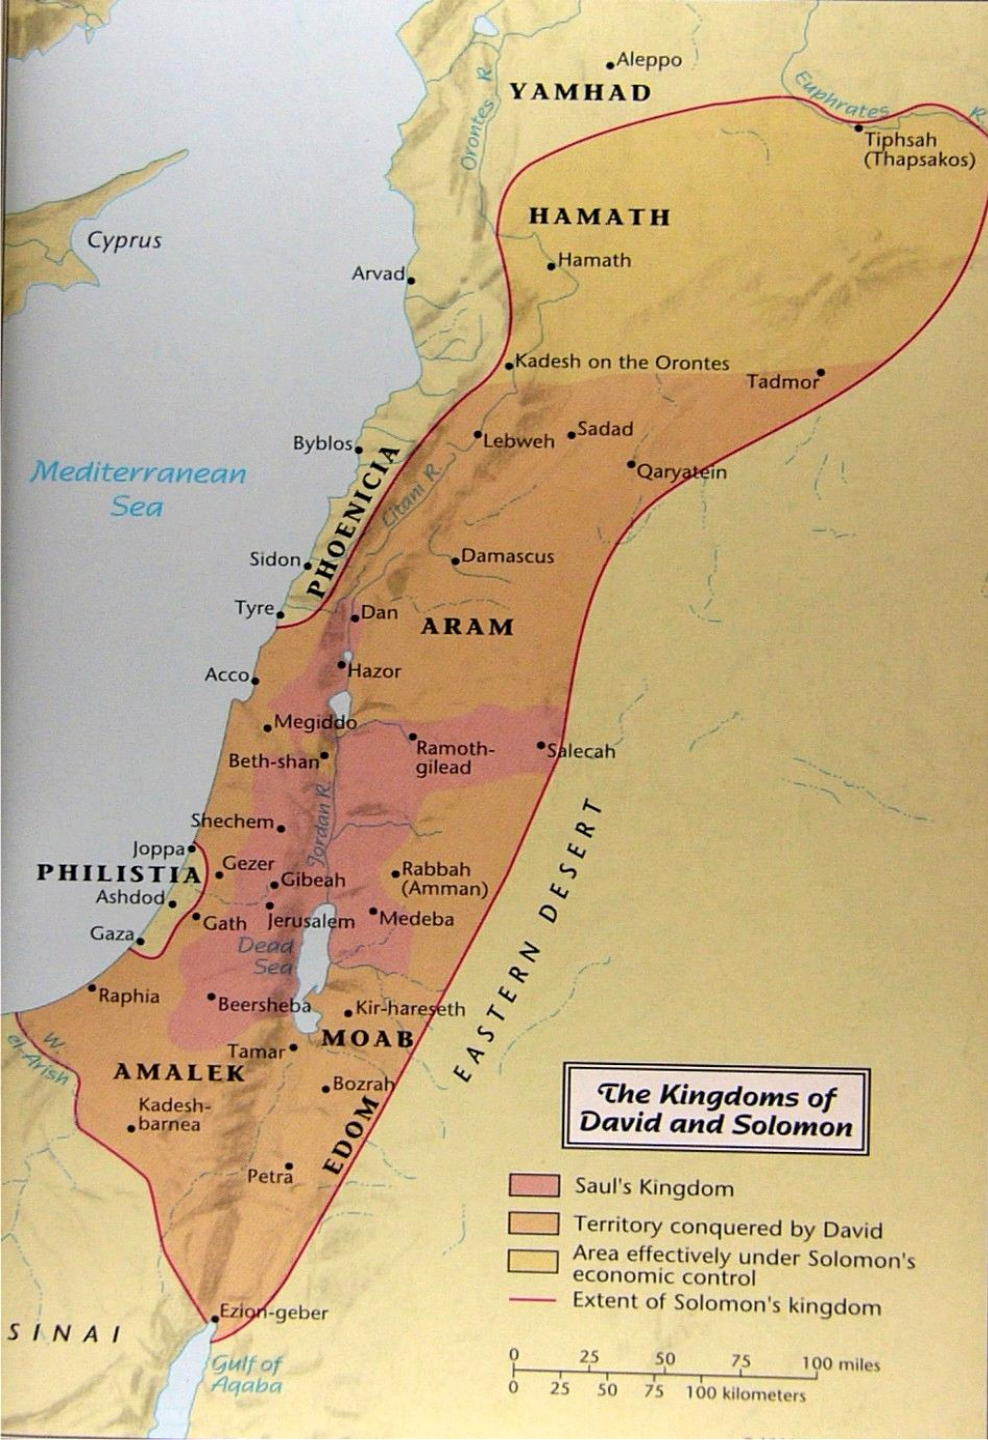 Aleppo
YAMHAD
Orontes R.
Euphrates R.
Tiphsah
(Thapsakos)
HAMATH
Cyprus
Hamath
Arvad
Kadesh on the Orontes
Tadmor
Byblos
Lebweh
Sadad
Mediterranean
Sea
Qaryatein
PHOENICIA
Litani R.
Sidon
Damascus
Tyre
Dan
ARAM
Acco
Hazor
Megiddo
Beth-shan
Ramoth-
gilead
Salecah
Jordan R.
Shechem
Joppa
PHILISTIA
Gezer
Gibeah
Rabbah
(Amman)
Ashdod
Gath
Jerusalem
Medeba
Gaza
Dead
Sea
EASTERN DESERT
Raphia
Beersheba
Kir-hareseth
W.
el-Arish
Tamar
MOAB
AMALEK
Bozrah
Kadesh-
barnea
EDOM
Petra
Ezion-geber
SINAI
Gulf of
Aqaba
The Kingdoms of
David and Solomon
Saul's Kingdom
Territory conquered by David
Area effectively under Solomon's
economic control
Extent of Solomon's kingdom
0 25 50 75 100 miles
0 25 50 75 100 kilometers